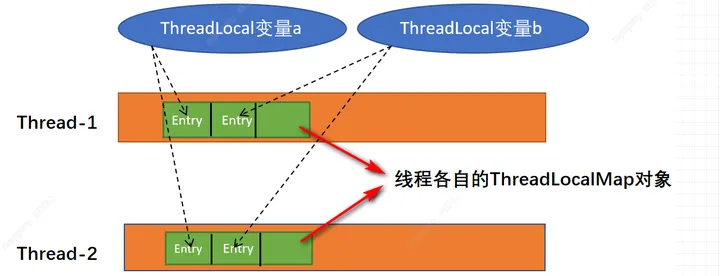 ThreadLocal变量a
ThreadLocal变量b
Thread-1
Entry
Entry
线程各自的ThreadLocalMap对象
Thread-2
Entry
Entry